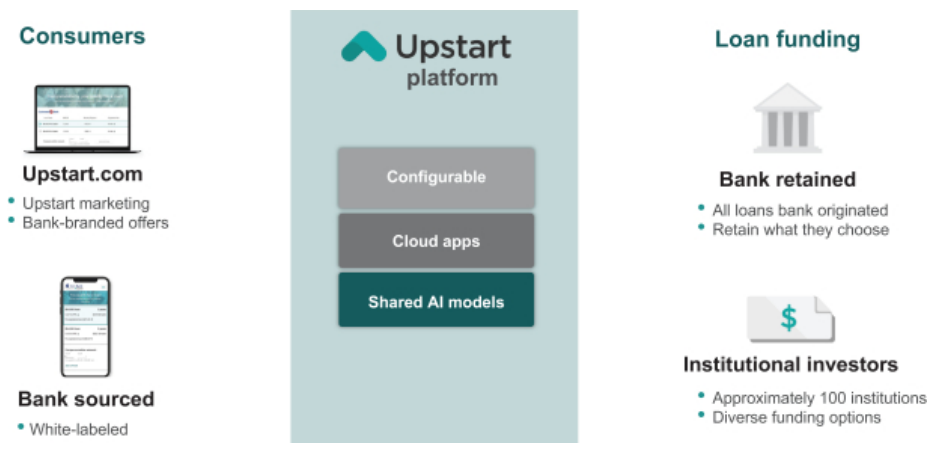 Consumers
Upstart.com
• Upstart marketing
• Bank-branded offers
Bank sourced
• White-labeled
Upstart
platform
Configurable
Cloud apps
Shared AI models
Loan funding
Bank retained
• All loans bank originated
• Retain what they choose
$
Institutional investors
• Approximately 100 institutions
• Diverse funding options